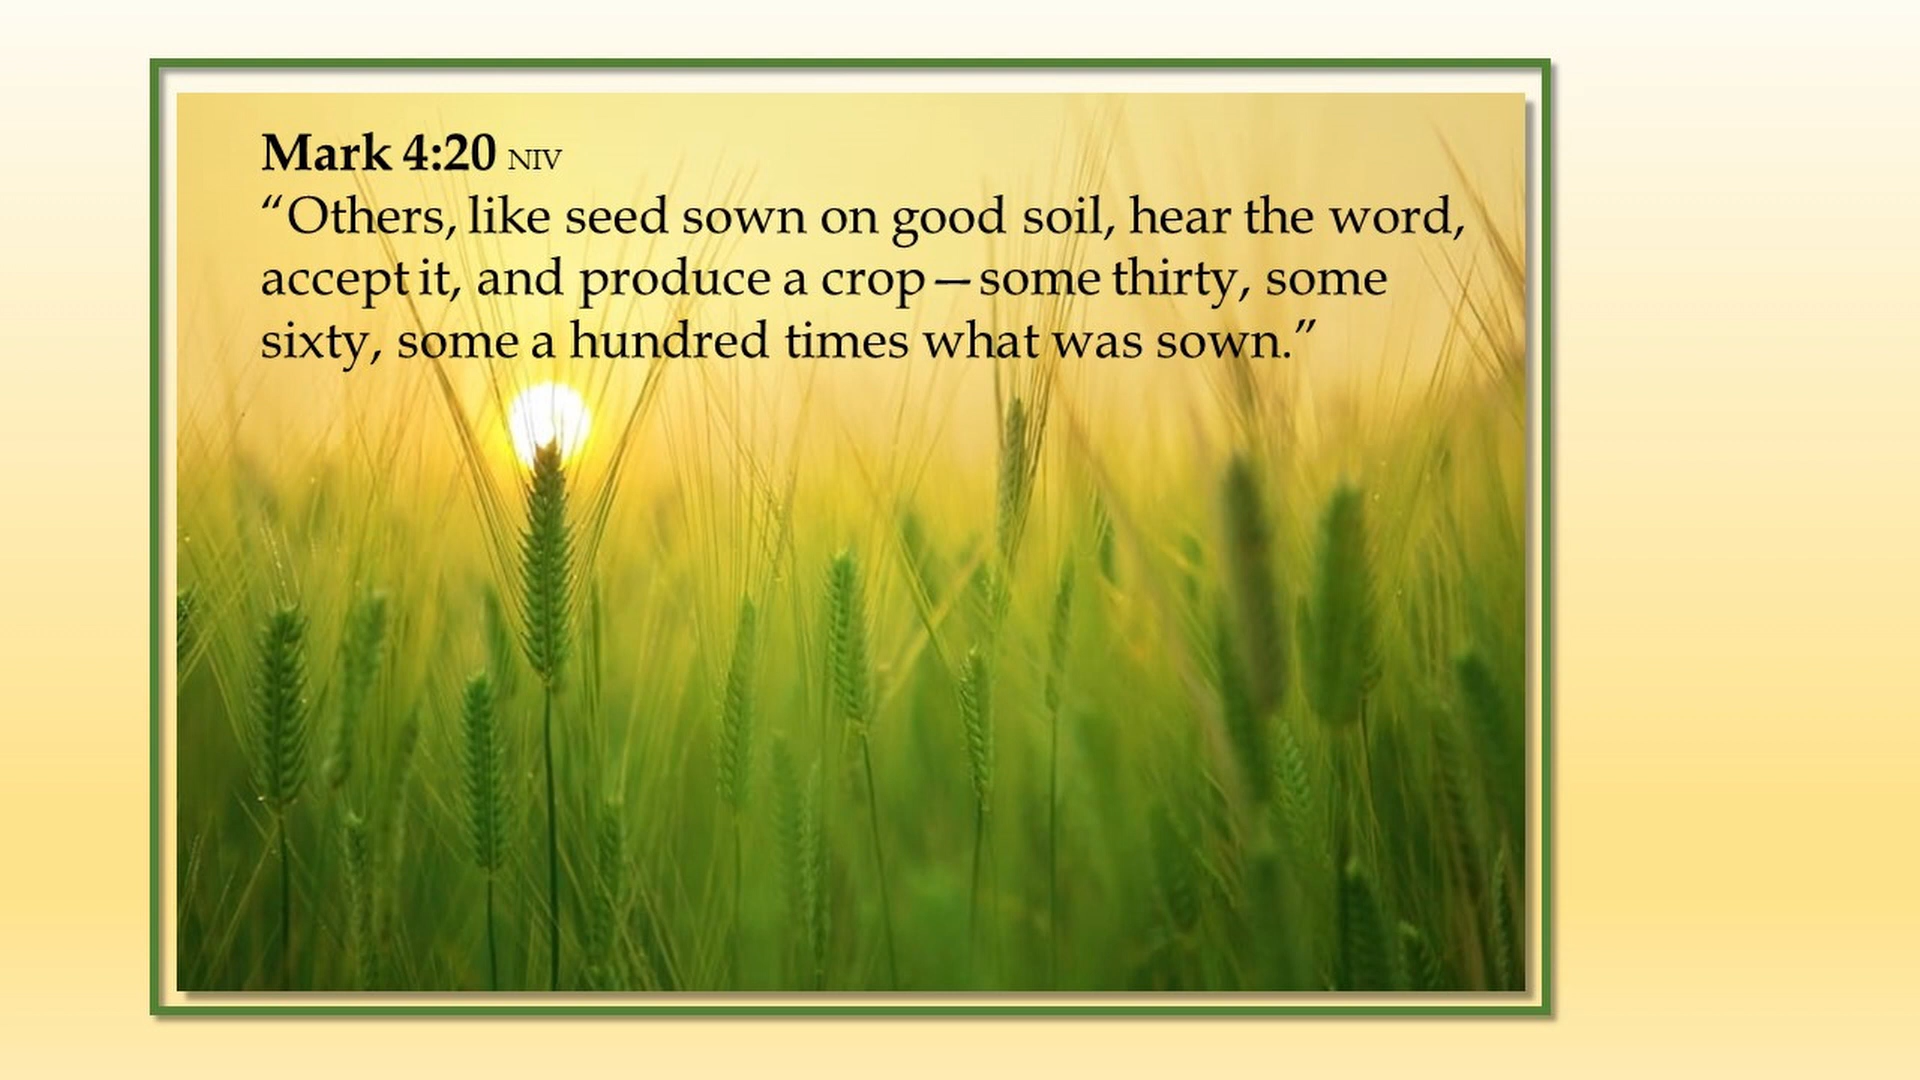 Mark 4:20 NIV
“Others, like seed sown on good soil, hear the word,
accept it, and produce a crop—some thirty, some
sixty, some a hundred times what was sown.”